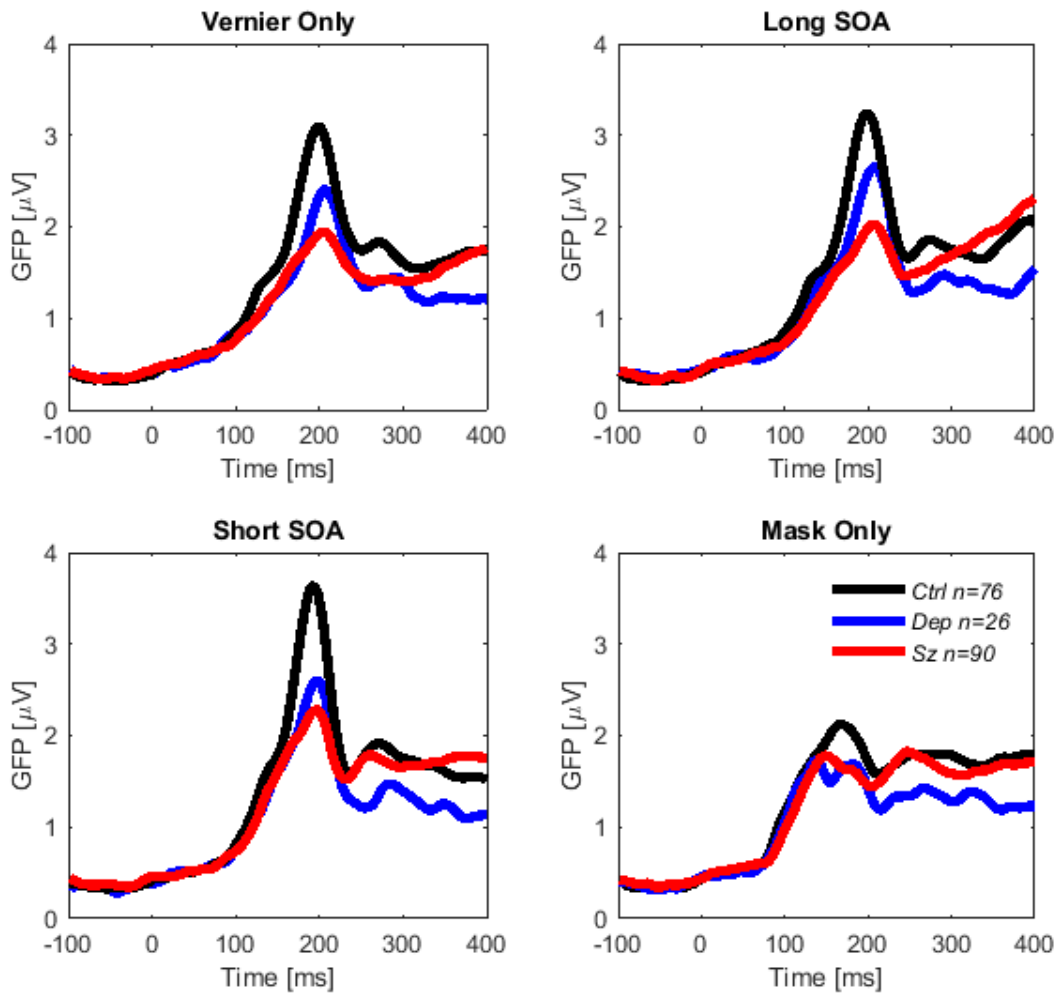 Vernier Only
GFP [μV]
4
3
2
1
0
-100 0 100 200 300 400
Time [ms]
Long SOA
GFP [μV]
4
3
2
1
0
-100 0 100 200 300 400
Time [ms]
Short SOA
GFP [μV]
4
3
2
1
0
-100 0 100 200 300 400
Time [ms]
Mask Only
GFP [μV]
4
3
2
1
0
Ctrl n=76
Dep n=26
Sz n=90
-100 0 100 200 300 400
Time [ms]